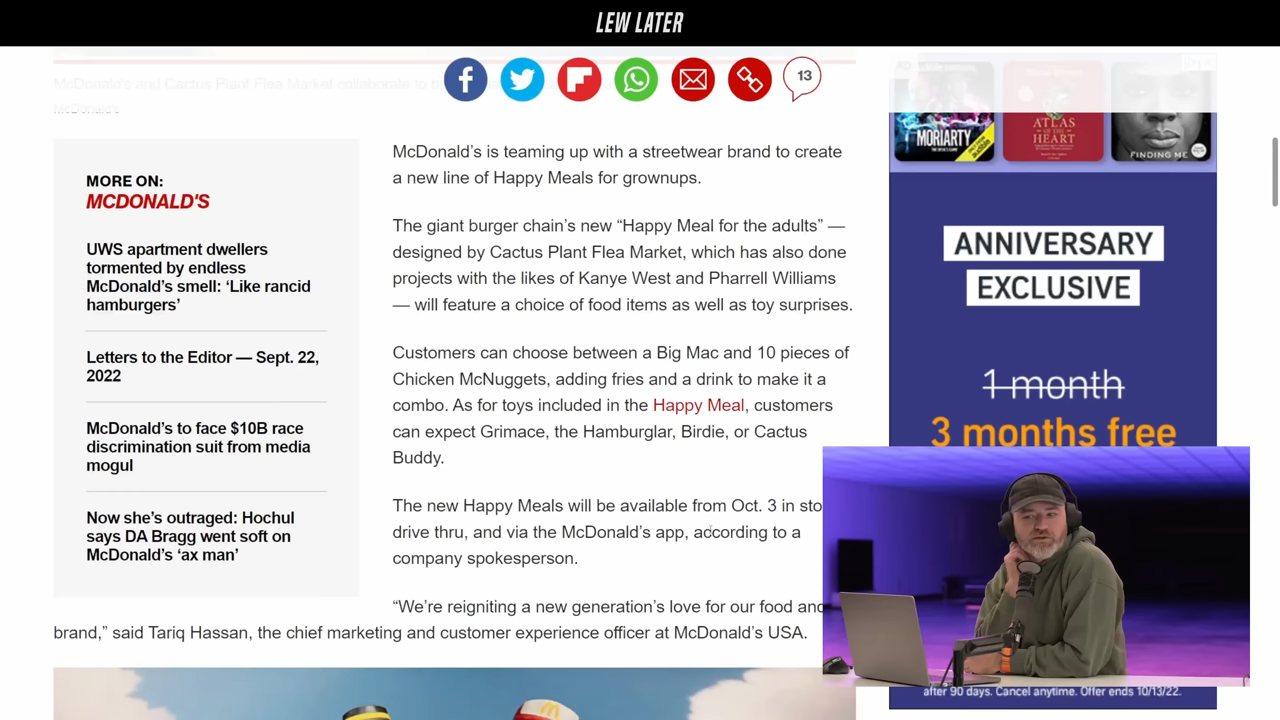 LEW LATER
McDonald's and Cactus Plant Flea Market collaborate to
McDonald's
13
MORE ON:
MCDONALD'S
UWS apartment dwellers
tormented by endless
McDonald's smell: ‘Like rancid
hamburgers’
Letters to the Editor — Sept. 22,
2022
McDonald’s to face $10B race
discrimination suit from media
mogul
Now she’s outraged: Hochul
says DA Bragg went soft on
McDonald’s ‘ax man’
McDonald’s is teaming up with a streetwear brand to create
a new line of Happy Meals for grownups.
The giant burger chain’s new “Happy Meal for the adults” —
designed by Cactus Plant Flea Market, which has also done
projects with the likes of Kanye West and Pharrell Williams
— will feature a choice of food items as well as toy surprises.
Customers can choose between a Big Mac and 10 pieces of
Chicken McNuggets, adding fries and a drink to make it a
combo. As for toys included in the Happy Meal, customers
can expect Grimace, the Hamburglar, Birdie, or Cactus
Buddy.
The new Happy Meals will be available from Oct. 3 in sto
drive thru, and via the McDonald’s app, according to a
company spokesperson.
“We’re reigniting a new generation’s love for our food and
brand,” said Tariq Hassan, the chief marketing and customer experience officer at McDonald’s USA.
MORIARTY
ATLAS
OF THE
HEART
FINDING ME
ANNIVERSARY
EXCLUSIVE
1 month
3 months free
after 90 days. Cancel anytime. Offer ends 10/13/22.